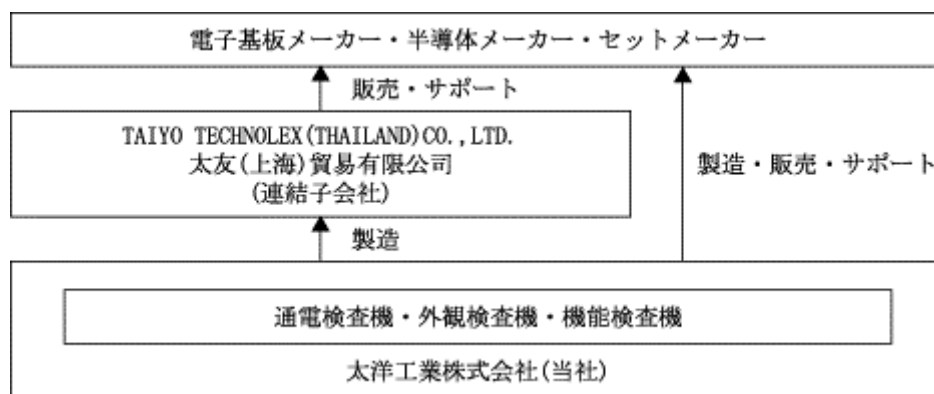 電子基板メーカー・半導体メーカー・セットメーカー
販売・サポート
TAIYO TECHNOLEX(THAILAND)CO.,LTD.
太友(上海)貿易有限公司
(連結子会社)
製造・販売・サポート
製造
通電検査機・外観検査機・機能検査機
太洋工業株式会社(当社)